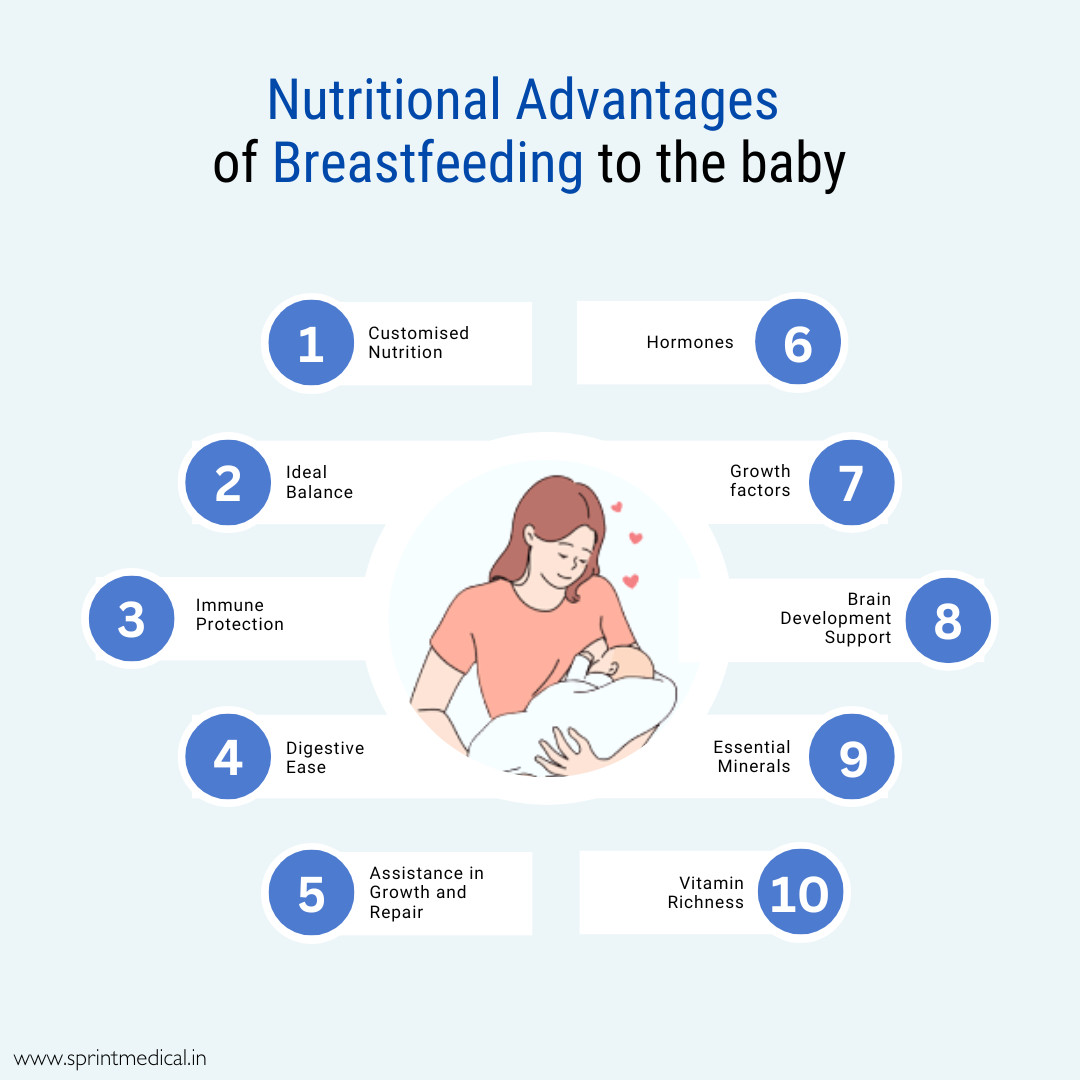 Nutritional Advantages
of Breastfeeding to the baby
1
Customised
Nutrition
2
Ideal
Balance
3
Immune
Protection
4
Digestive
Ease
5
Assistance in
Growth and
Repair
Hormones
6
Growth
factors
7
Brain
Development
Support
8
Essential
Minerals
9
Vitamin
Richness
10
www.sprintmedical.in